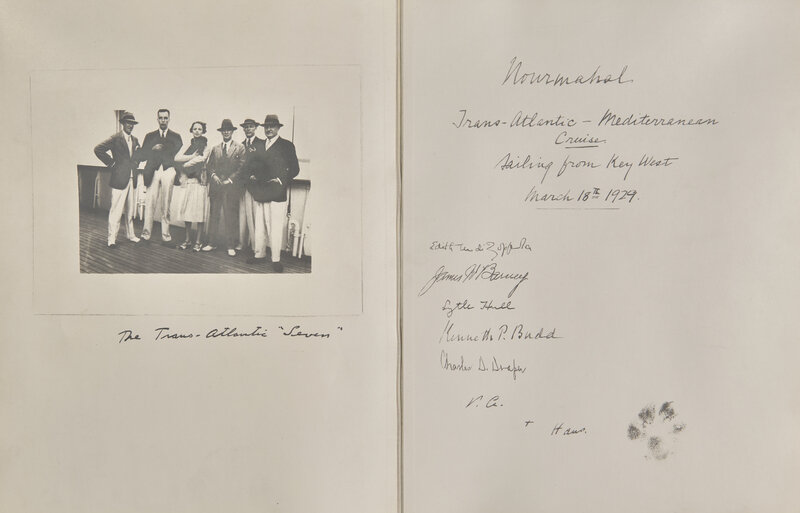 The Trans-Atlantic "Seven"
Nourmahal
Trans-Atlantic - Mediterranean
Cruise
Sailing from Key West
March 18TH 1929.
Edith
James W Barney
Lytle Hull
Kenneth P. Budd
Charles D. Draper
V. A.
+ Hans.